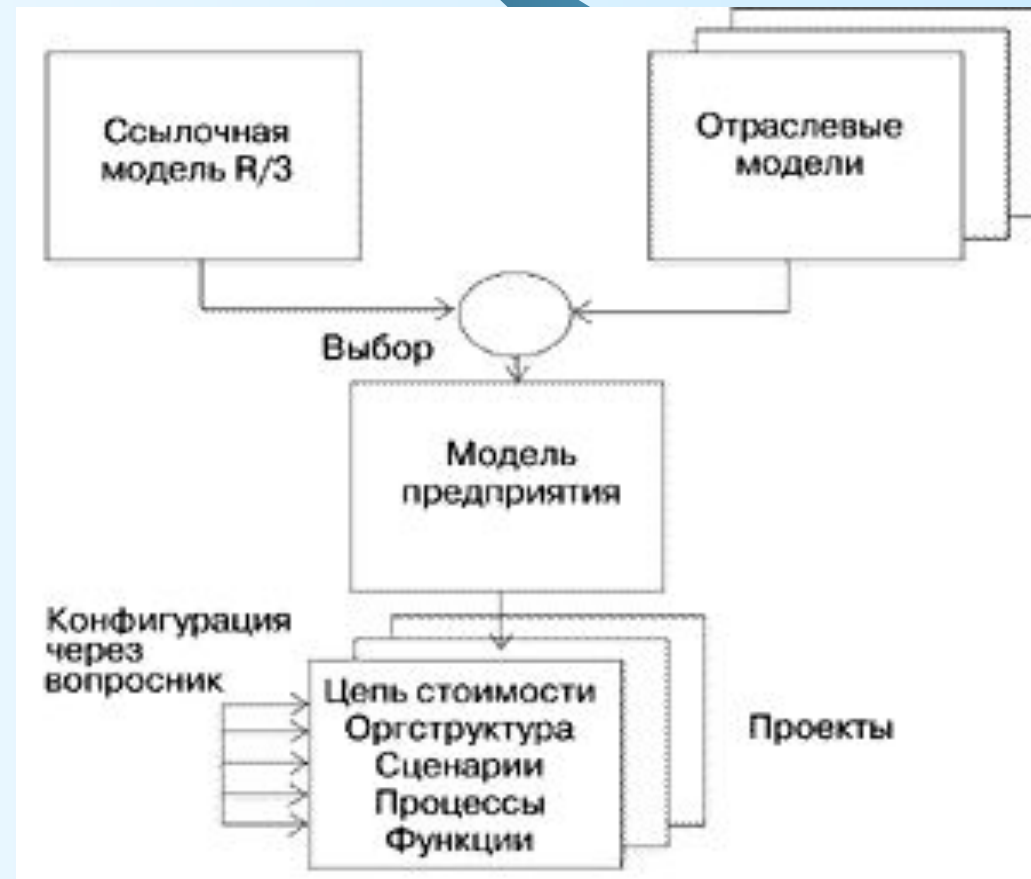 Ссылочная
модель R/3
Отраслевые
модели
Выбор
Модель
предприятия
Конфигурация
через
вопросник
Цепь стоимости
Оргструктура
Сценарии
Процессы
Функции
Проекты